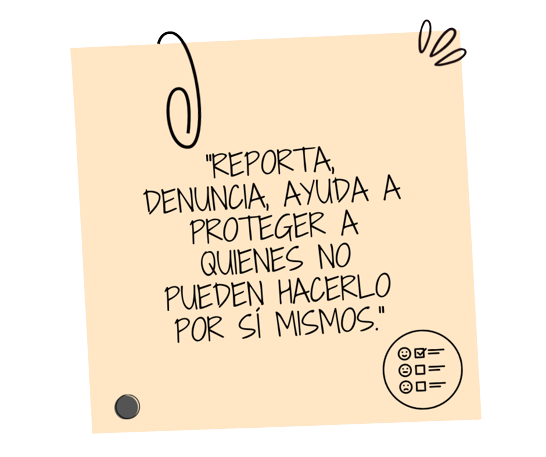 "REPORTA,
DENUNCIA, AYUDA A
PROTEGER A
QUIENES NO
PUEDEN HACERLO
POR SÍ MISMOS."